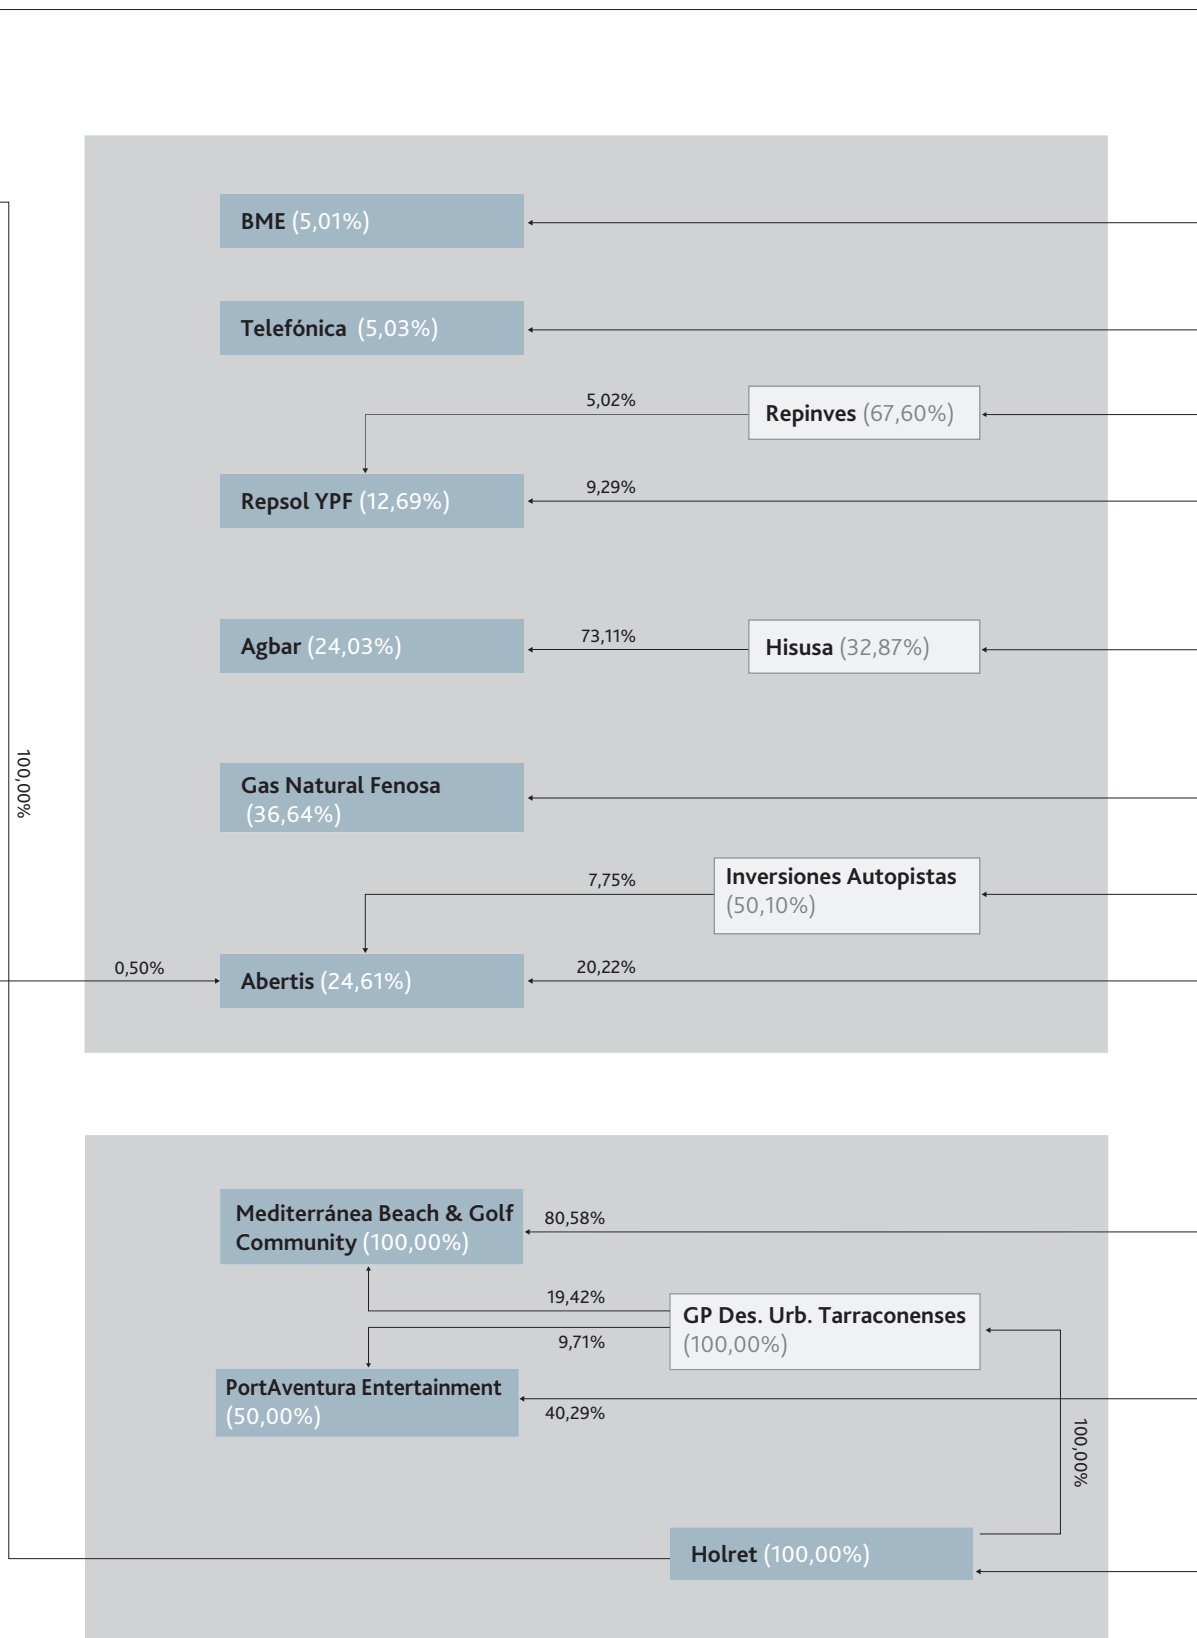 BME (5,01%)
Telefónica (5,03%)
5,02%
Repinves (67,60%)
Repsol YPF (12,69%)
9,29%
Agbar (24,03%)
73,11%
Hisusa (32,87%)
100,00%
Gas Natural Fenosa
(36,64%)
7,75%
Inversiones Autopistas
(50,10%)
0,50%
Abertis (24,61%)
20,22%
Mediterránea Beach & Golf
Community (100,00%)
80,58%
19,42%
GP Des. Urb. Tarraconenses
(100,00%)
9,71%
PortAventura Entertainment
(50,00%)
40,29%
100,00%
Holret (100,00%)